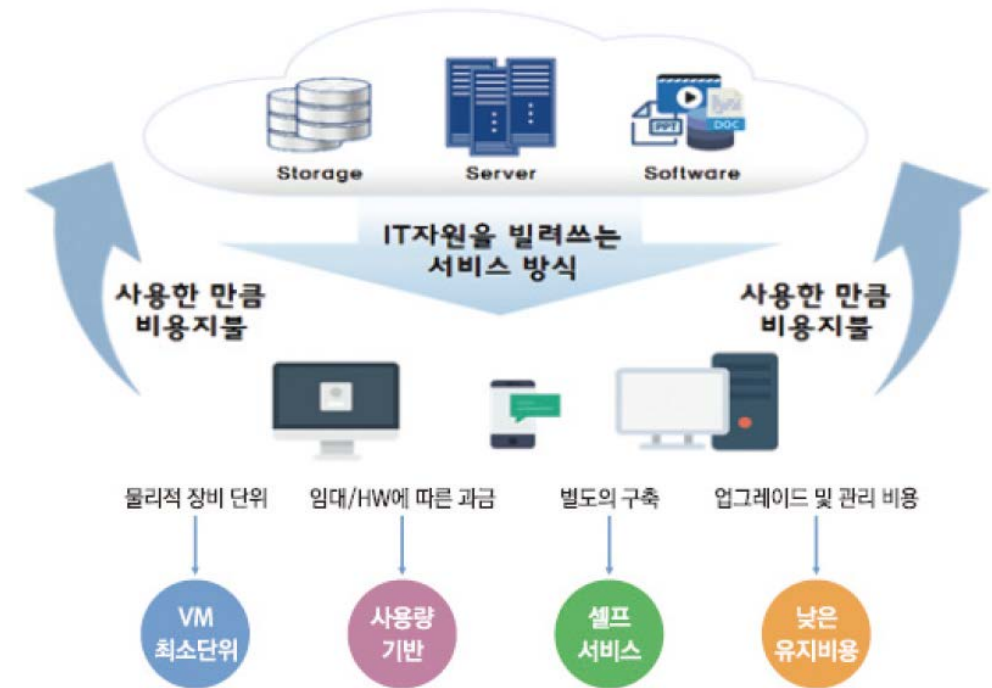 Storage
Server
Software
PPT
DOC
IT자원을 빌려쓰는
서비스 방식
사용한 만큼
비용지불
사용한 만큼
비용지불
물리적 장비 단위
임대/HW에 따른 과금
별도의 구축
업그레이드 및 관리 비용
VM
최소단위
사용량
기반
셀프
서비스
낮은
유지비용